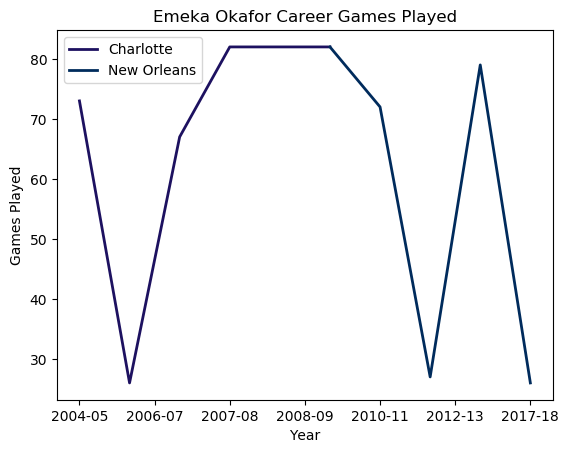 Emeka Okafor Career Games Played
Charlotte
New Orleans
80
70
60
50
40
30
Games Played
2004-05 2006-07 2007-08 2008-09 2010-11 2012-13 2017-18
Year